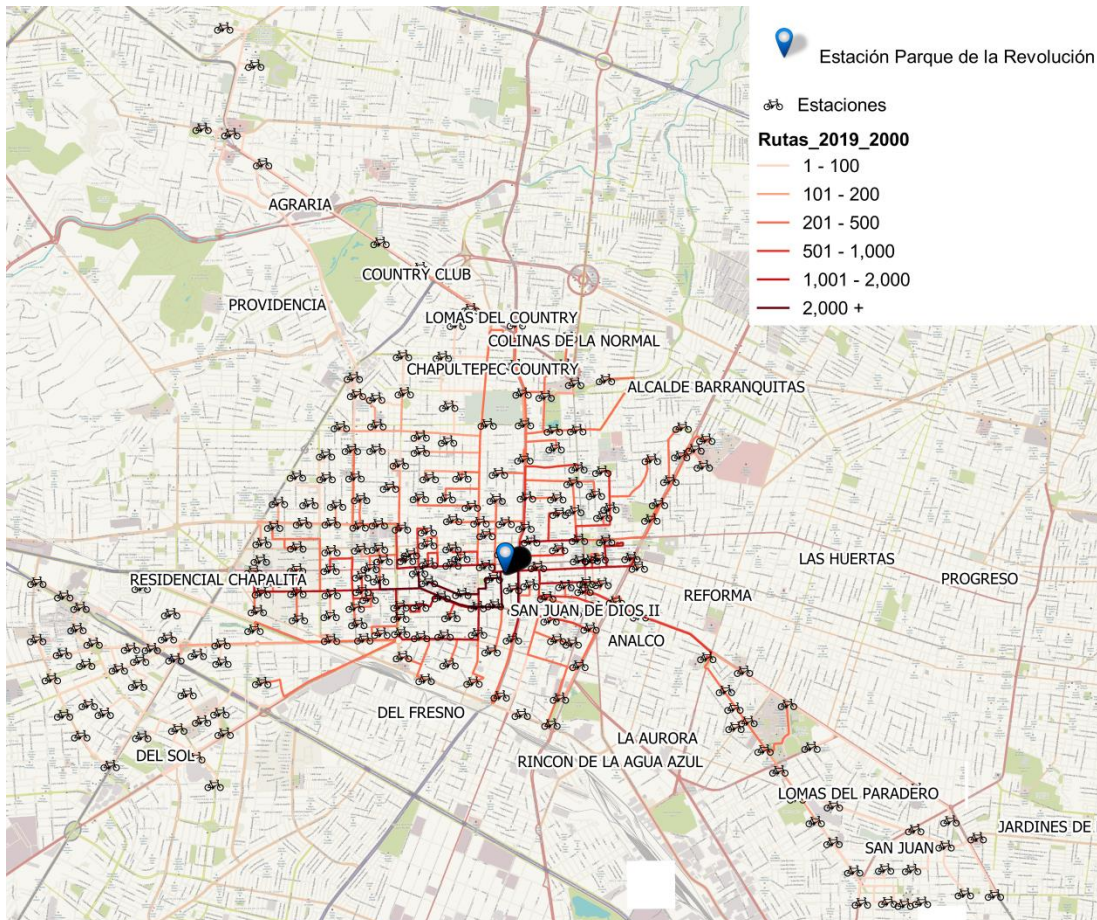 Estación Parque de la Revolución
Estaciones
Rutas_2019_2000
1 - 100
101 - 200
201 - 500
501 - 1,000
1,001 - 2,000
2,000 +
AGRARIA
COUNTRY CLUB
PROVIDENCIA
LOMAS DEL COUNTRY
COLINAS DE LA NORMAL
CHAPULTEPEC COUNTRY
ALCALDE BARRANQUITAS
LAS HUERTAS
RESIDENCIAL CHAPALITA
PROGRESO
REFORMA
SAN JUAN DE DIOS II
ANALCO
DEL FRESNO
LA AURORA
DEL SOL
RINCON DE LA AGUA AZUL
LOMAS DEL PARADERO
JARDINES DE
SAN JUAN